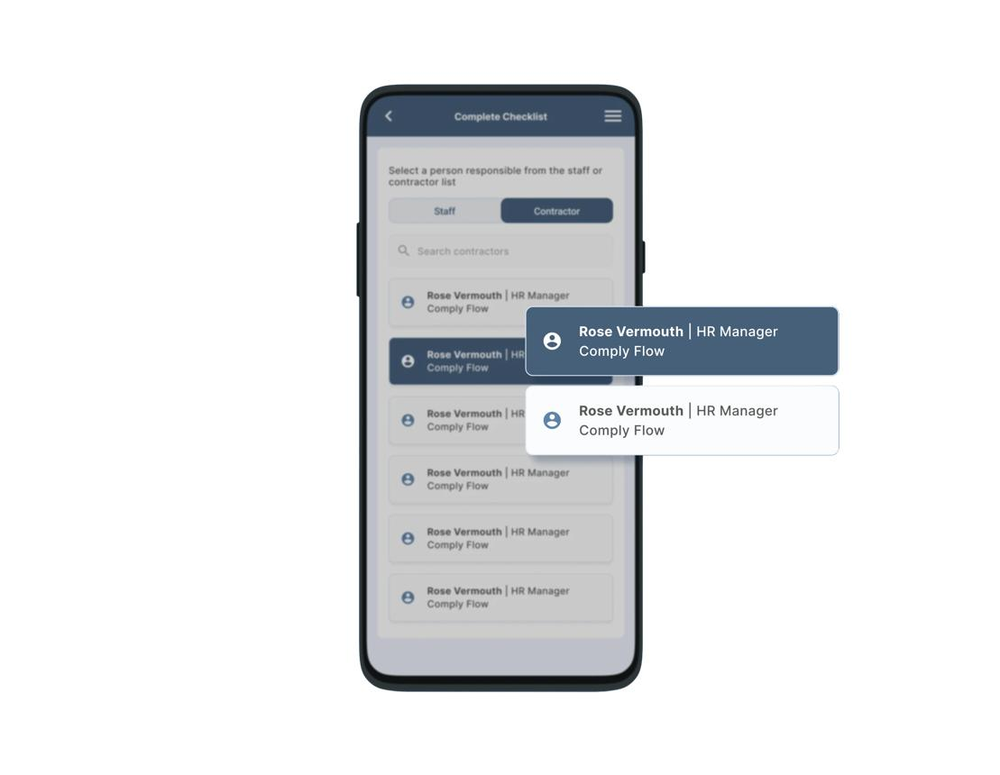 Complete Checklist
Select a person responsible from the staff or
contractor list
Staff
Contractor
Search contractors
Rose Vermouth | HR Manager
Comply Flow
Rose Vermouth | HR
Comply Flow
Rose Vermouth | HR
Comply Flow
Rose Vermouth | HR Manager
Comply Flow
Rose Vermouth | HR Manager
Comply Flow
Rose Vermouth | HR Manager
Comply Flow
Rose Vermouth | HR Manager
Comply Flow
Rose Vermouth | HR Manager
Comply Flow